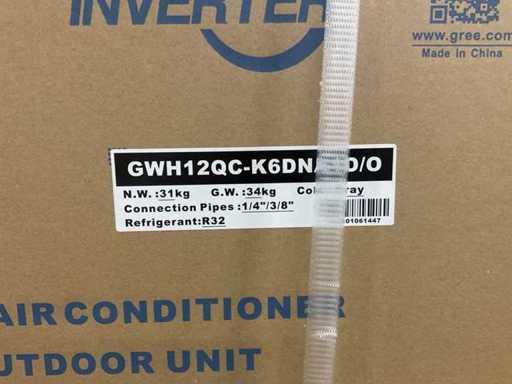 INVERTER
www.gree.com
Made in China
GWH12QC-K6DN
D/O
N.W. :31kg G.W. :34kg
Connection Pipes :1/4"/3/8"
Refrigerant:R32
01061447
AIR CONDITIONER
OUTDOOR UNIT